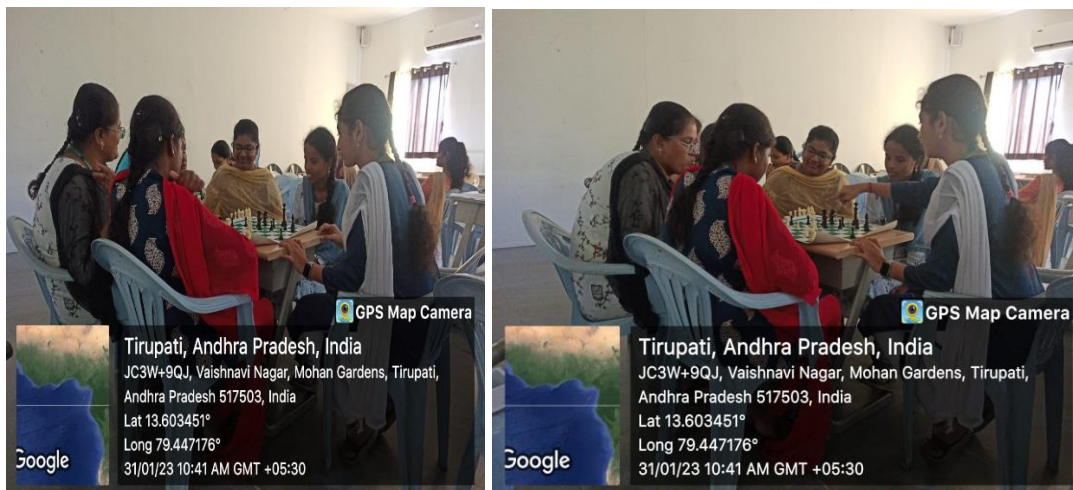 GPS Map Camera
Tirupati, Andhra Pradesh, India
JC3W+9QJ, Vaishnavi Nagar, Mohan Gardens, Tirupati,
Andhra Pradesh 517503, India
Lat 13.603451°
Long 79.447176°
31/01/23 10:41 AM GMT +05:30
Google
GPS Map Camera
Tirupati, Andhra Pradesh, India
JC3W+9QJ, Vaishnavi Nagar, Mohan Gardens, Tirupati,
Andhra Pradesh 517503, India
Lat 13.603451°
Long 79.447176°
31/01/23 10:41 AM GMT +05:30
Google